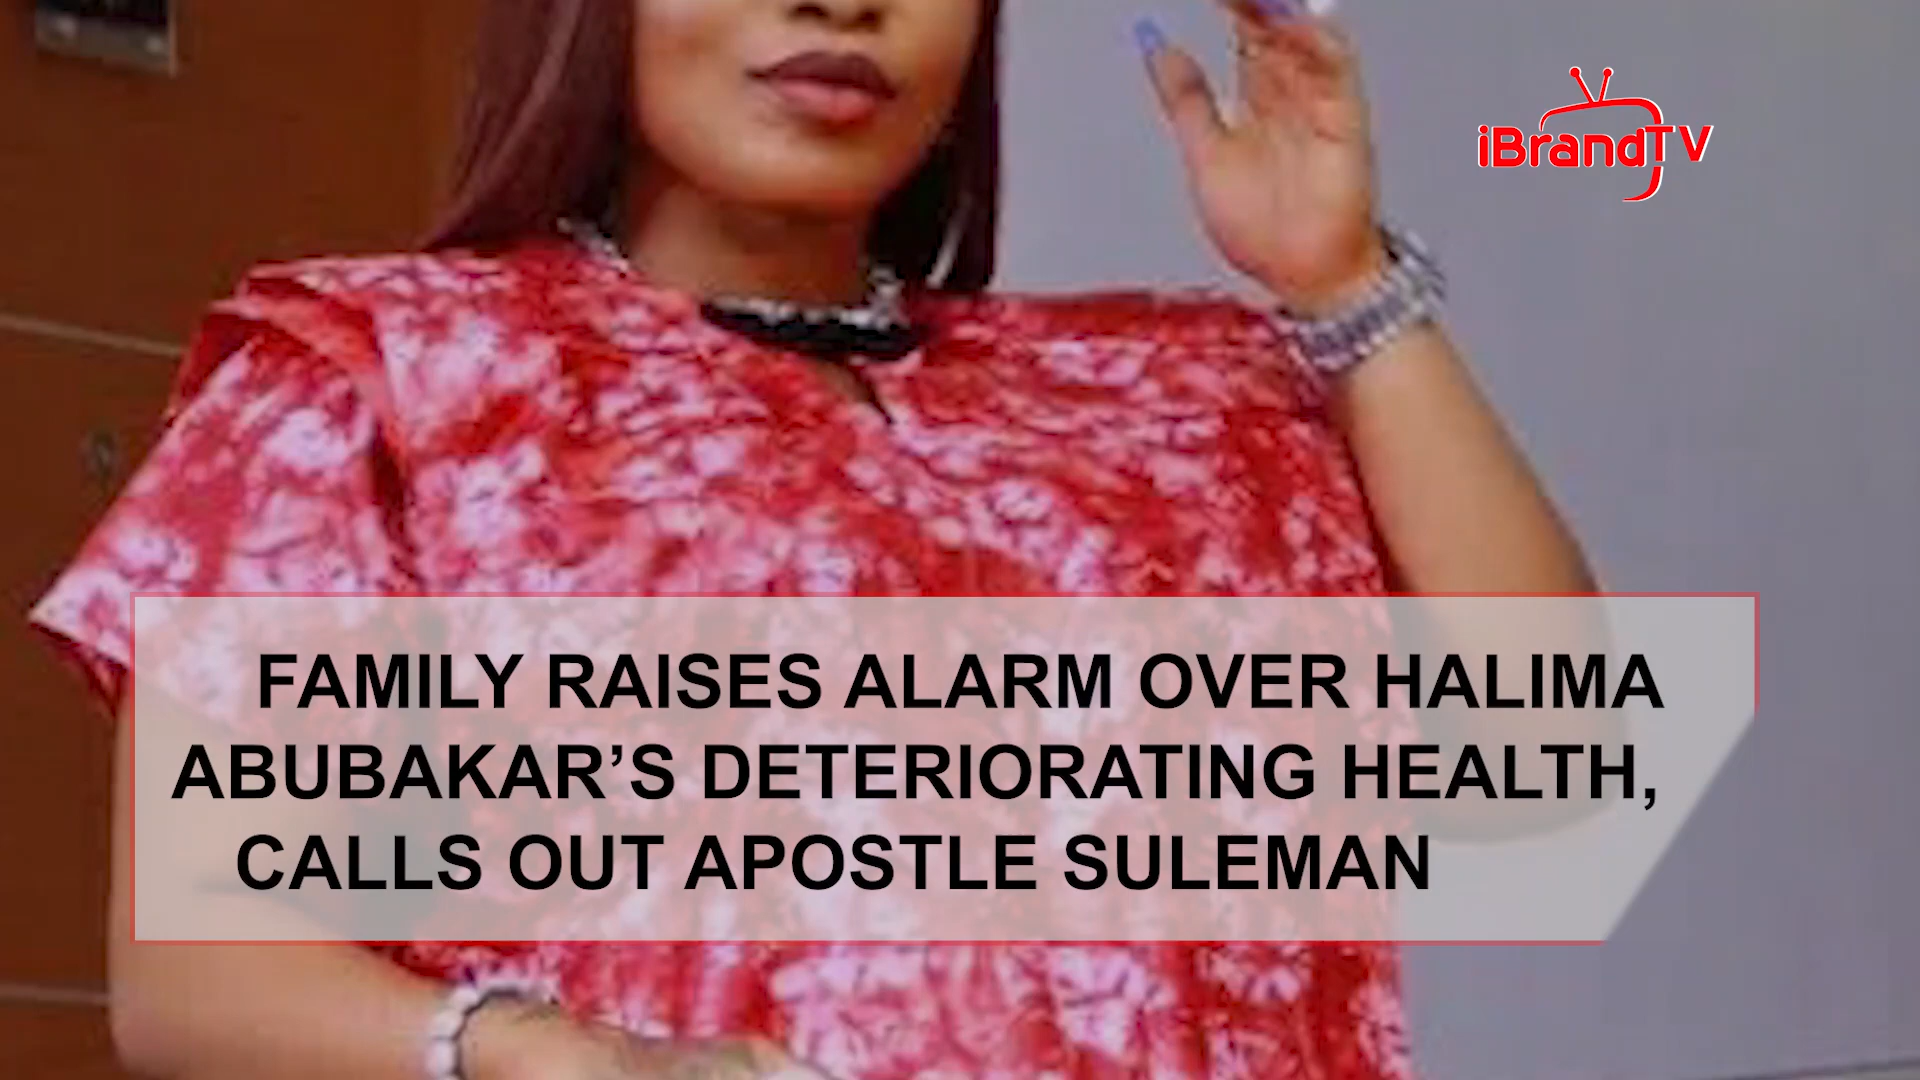 iBrandTV
FAMILY RAISES ALARM OVER HALIMA
ABUBAKAR’S DETERIORATING HEALTH,
CALLS OUT APOSTLE SULEMAN